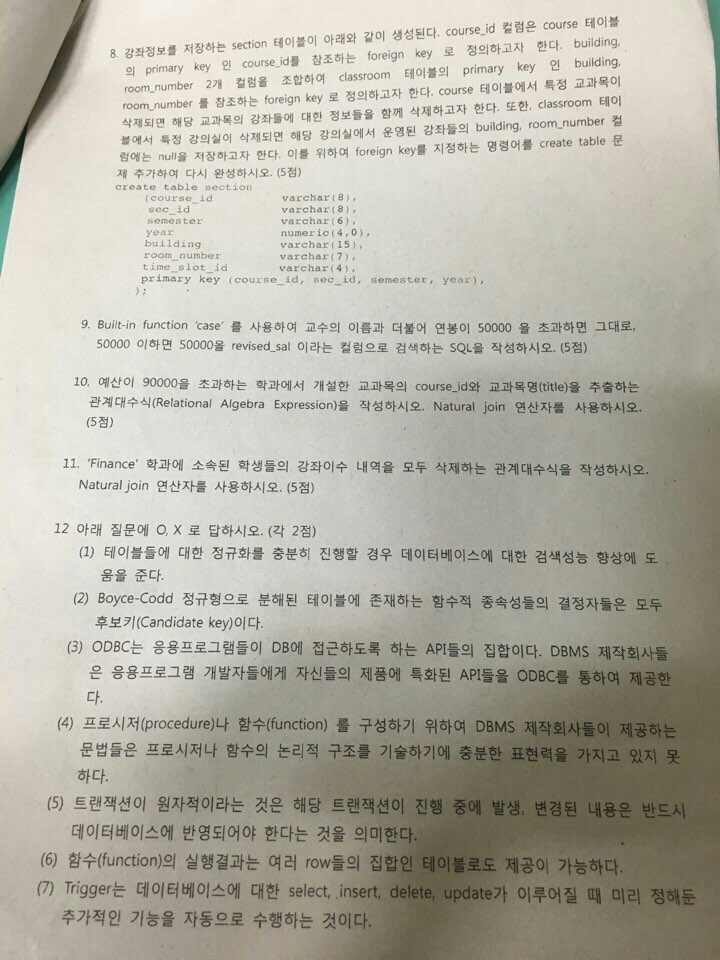 8. 강좌정보를 저장하는 section 테이블이 아래와 같이 생성된다. course_id 컬럼은 course 테이블
의 primary key 인 course_id를 참조하는 foreign key 로 정의하고자 한다. building,
room_number 2개 컬럼을 조합하여 classroom 테이블의 primary key 인 building,
room_number 를 참조하는 foreign key 로 정의하고자 한다. course 테이블에서 특정 교과목이
삭제되면 해당 교과목의 강좌들에 대한 정보들을 함께 삭제하고자 한다. 또한, classroom 테이
블에서 특정 강의실이 삭제되면 해당 강의실에서 운영된 강좌들의 building, room_number 컬
럼에는 null을 저장하고자 한다. 이를 위하여 foreign key를 지정하는 명령어를 create table 문
제 추가하여 다시 완성하시오. (5점)
create table section
(course_id varchar(8),
sec_id varchar(8),
semester varchar(6),
year numeric(4,0),
building varchar(15),
room_number varchar(7),
time_slot_id varchar(4),
primary key (course_id, sec_id, semester, year),
);
9. Built-in function 'case' 를 사용하여 교수의 이름과 더불어 연봉이 50000 을 초과하면 그대로,
50000 이하면 50000을 revised_sal 이라는 컬럼으로 검색하는 SQL을 작성하시오. (5점)
10. 예산이 90000을 초과하는 학과에서 개설한 교과목의 course_id와 교과목명(title)을 추출하는
관계대수식(Relational Algebra Expression)을 작성하시오. Natural join 연산자를 사용하시오.
(5점)
11. 'Finance' 학과에 소속된 학생들의 강좌이수 내역을 모두 삭제하는 관계대수식을 작성하시오.
Natural join 연산자를 사용하시오. (5점)
12 아래 질문에 O, X 로 답하시오. (각 2점)
(1) 테이블들에 대한 정규화를 충분히 진행할 경우 데이터베이스에 대한 검색성능 향상에 도
움을 준다.
(2) Boyce-Codd 정규형으로 분해된 테이블에 존재하는 함수적 종속성들의 결정자들은 모두
후보키(Candidate key)이다.
(3) ODBC는 응용프로그램들이 DB에 접근하도록 하는 API들의 집합이다. DBMS 제작회사들
은 응용프로그램 개발자들에게 자신들의 제품에 특화된 API들을 ODBC를 통하여 제공한
다.
(4) 프로시저(procedure)나 함수(function) 를 구성하기 위하여 DBMS 제작회사들이 제공하는
문법들은 프로시저나 함수의 논리적 구조를 기술하기에 충분한 표현력을 가지고 있지 못
하다.
(5) 트랜잭션이 원자적이라는 것은 해당 트랜잭션이 진행 중에 발생, 변경된 내용은 반드시
데이터베이스에 반영되어야 한다는 것을 의미한다.
(6) 함수(function)의 실행결과는 여러 row들의 집합인 테이블로도 제공이 가능하다.
(7) Trigger는 데이터베이스에 대한 select, insert, delete, update가 이루어질 때 미리 정해둔
추가적인 기능을 자동으로 수행하는 것이다.